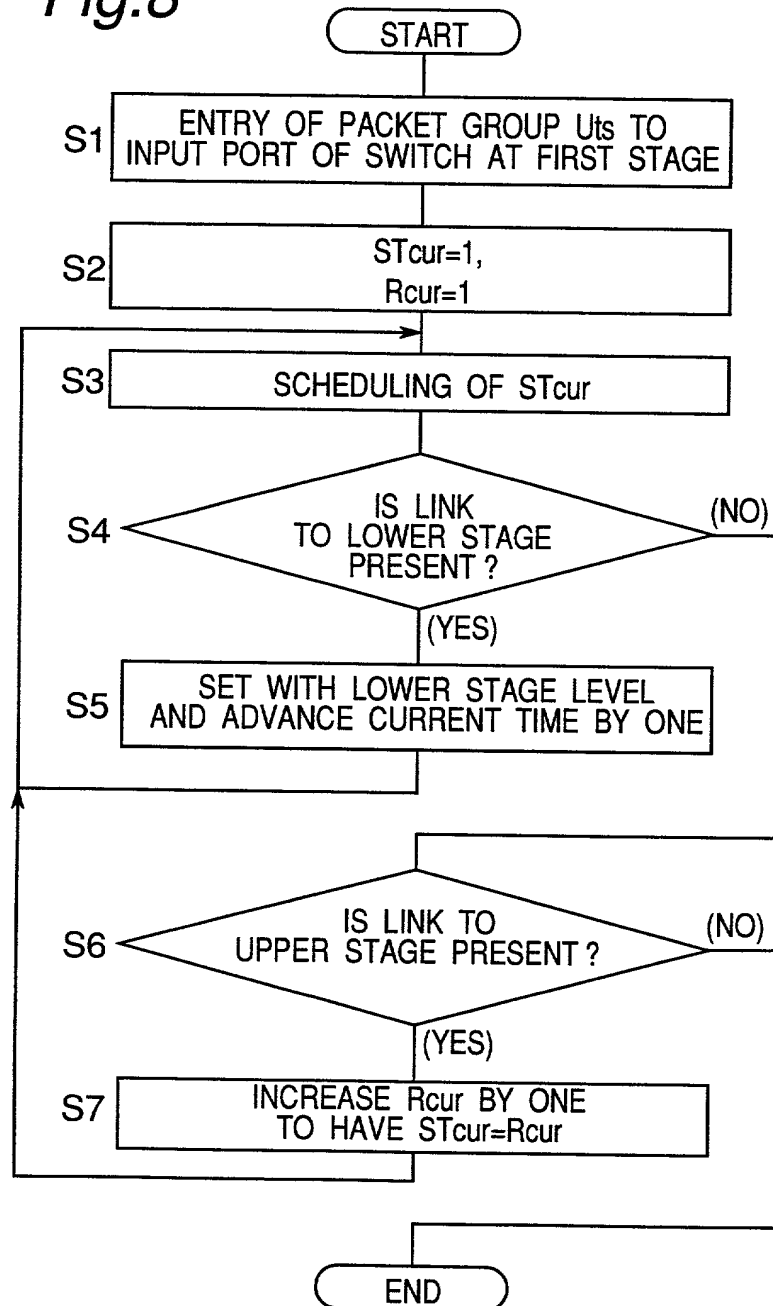 Fig.8
START
S1
ENTRY OF PACKET GROUP Uts TO
INPUT PORT OF SWITCH AT FIRST STAGE
S2
STcur=1,
Rcur=1
S3
SCHEDULING OF STcur
S4
IS LINK
TO LOWER STAGE
PRESENT ?
(NO)
(YES)
S5
SET WITH LOWER STAGE LEVEL
AND ADVANCE CURRENT TIME BY ONE
S6
IS LINK TO
UPPER STAGE PRESENT ?
(NO)
(YES)
S7
INCREASE Rcur BY ONE
TO HAVE STcur=Rcur
END